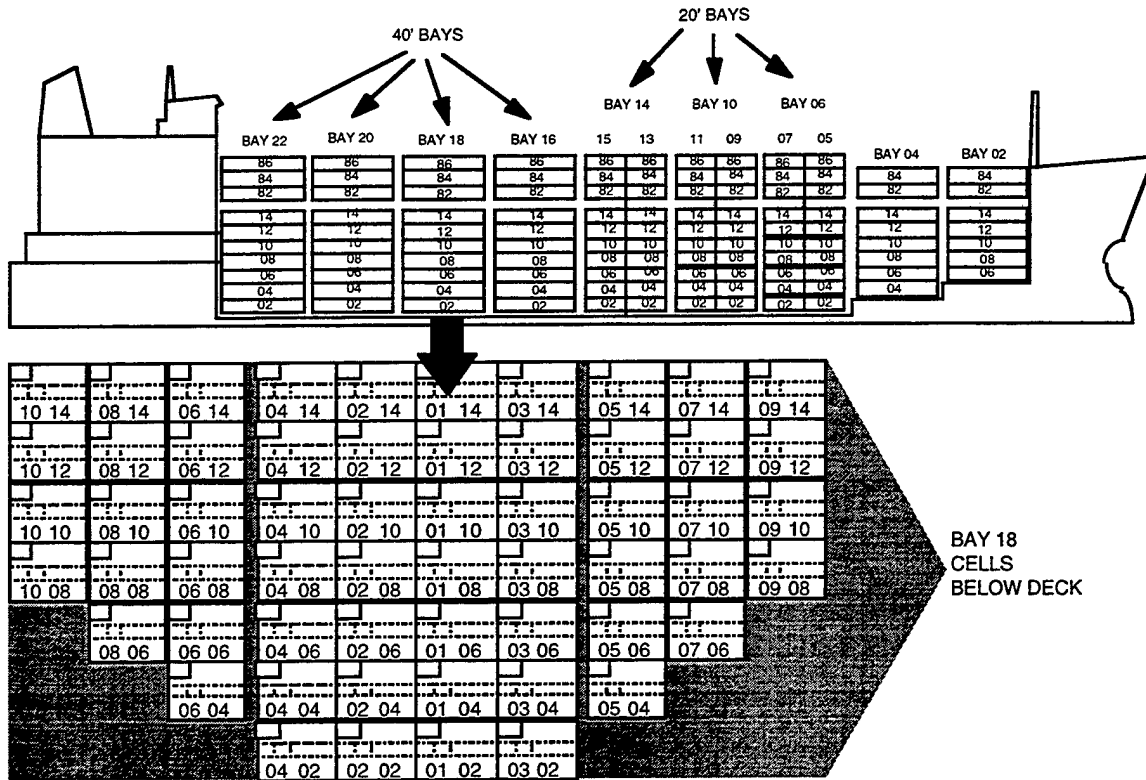 20' BAYS
40' BAYS
BAY 14 BAY 10 BAY 06
BAY 22 BAY 20 BAY 18 BAY 16 15 13 11 09 07 05 BAY 04 BAY 02
86 86 86 86 86 86 86 86 86 86
84 84 84 84 84 84 84 84 84 84 84 84
82 82 82 82 82 82 82 82 82 82 82 82
14 14 14 14 14 14 14 14 14 14 14 14
12 12 12 12 12 12 12 12 12 12 12 12
10 10 10 10 10 10 10 10 10 10 10 10
08 08 08 08 08 08 08 08 08 08 08 08
06 06 06 06 06 06 06 06 06 06 06 06
04 04 04 04 04 04 04 04 04 04 04
02 02 02 02 02 02 02 02 02 02
10 14 08 14 06 14 04 14 02 14 01 14 03 14 05 14 07 14 09 14
10 12 08 12 06 12 04 12 02 12 01 12 03 12 05 12 07 12 09 12
10 10 08 10 06 10 04 10 02 10 01 10 03 10 05 10 07 10 09 10
10 08 08 08 06 08 04 08 02 08 01 08 03 08 05 08 07 08 09 08
08 06 06 06 04 06 02 06 01 06 03 06 05 06 07 06
06 04 04 04 02 04 01 04 03 04 05 04
04 02 02 02 01 02 03 02
BAY 18
CELLS
BELOW DECK